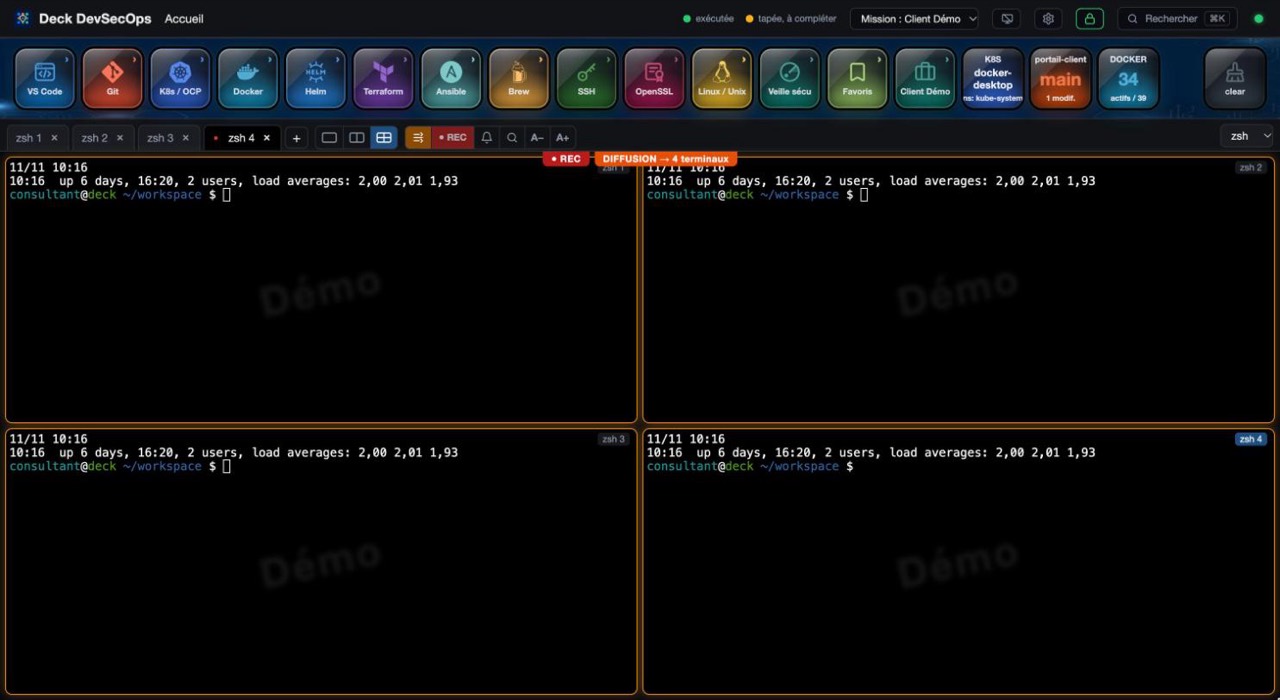 Deck DevSecOps Accueil
exécutée tapée, à compléter Mission : Client Démo Rechercher ⌘K
VS Code Git K8s / OCP Docker Helm Terraform Ansible Brew SSH OpenSSL Linux / Unix Veille sécu Favoris Client Démo
HELM
K8S
docker-
desktop
ns: kube-system
portail-client
main
1 modif.
DOCKER
34
actifs / 39
clear
zsh 1 × zsh 2 × zsh 3 × zsh 4 × + REC A− A+ zsh
REC DIFFUSION → 4 terminaux
11/11 10:16 zsh 1
10:16 up 6 days, 16:20, 2 users, load averages: 2,00 2,01 1,93
consultant@deck ~/workspace $
Démo
11/11 10:16 zsh 2
10:16 up 6 days, 16:20, 2 users, load averages: 2,00 2,01 1,93
consultant@deck ~/workspace $
Démo
11/11 10:16 zsh 3
10:16 up 6 days, 16:20, 2 users, load averages: 2,00 2,01 1,93
consultant@deck ~/workspace $
Démo
11/11 10:16 zsh 4
10:16 up 6 days, 16:20, 2 users, load averages: 2,00 2,01 1,93
consultant@deck ~/workspace $
Démo